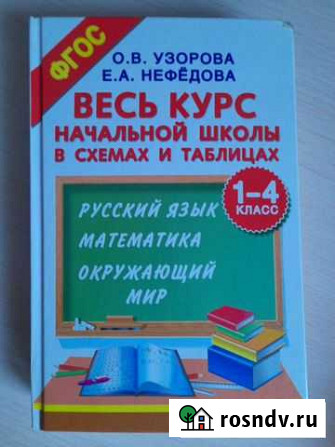 ФГОС
О.В. УЗОРОВА
Е.А. НЕФЁДОВА
ВЕСЬ КУРС
НАЧАЛЬНОЙ ШКОЛЫ
В СХЕМАХ И ТАБЛИЦАХ
1–4
КЛАСС
РУССКИЙ ЯЗЫК
МАТЕМАТИКА
ОКРУЖАЮЩИЙ
МИР
rosndv.ru